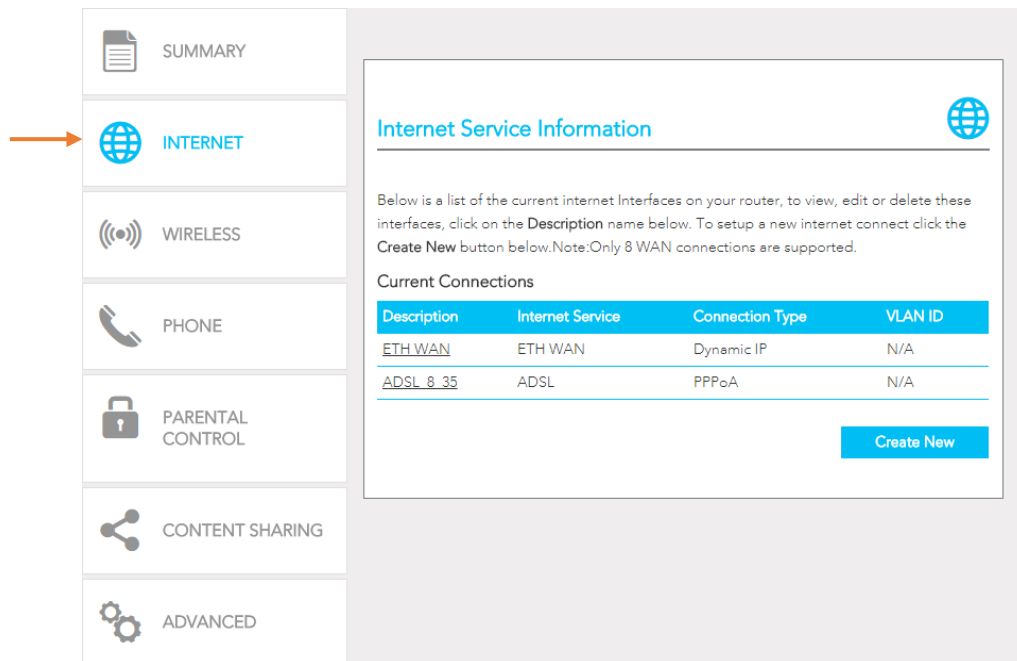 SUMMARY
INTERNET
WIRELESS
PHONE
PARENTAL
CONTROL
CONTENT SHARING
ADVANCED
Internet Service Information
Below is a list of the current internet Interfaces on your router, to view, edit or delete these
interfaces, click on the Description name below. To setup a new internet connect click the
Create New button below.Note:Only 8 WAN connections are supported.
Current Connections
Description Internet Service Connection Type VLAN ID
ETH WAN ETH WAN Dynamic IP N/A
ADSL_8_35 ADSL PPPoA N/A
Create New